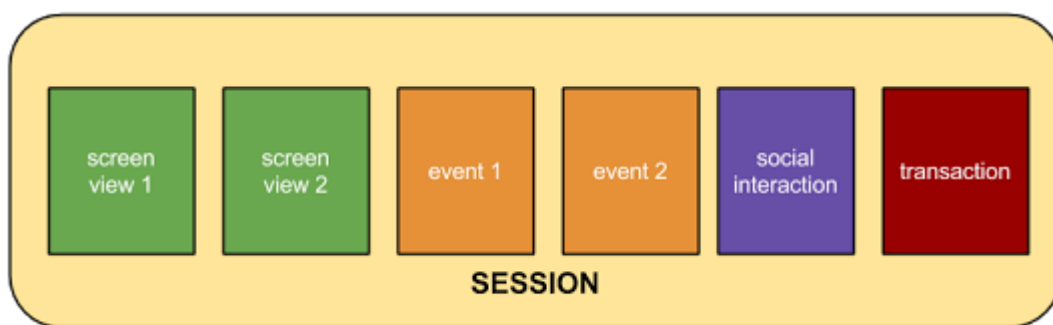 screen
view 1
screen
view 2
event 1
event 2
social
interaction
transaction
SESSION